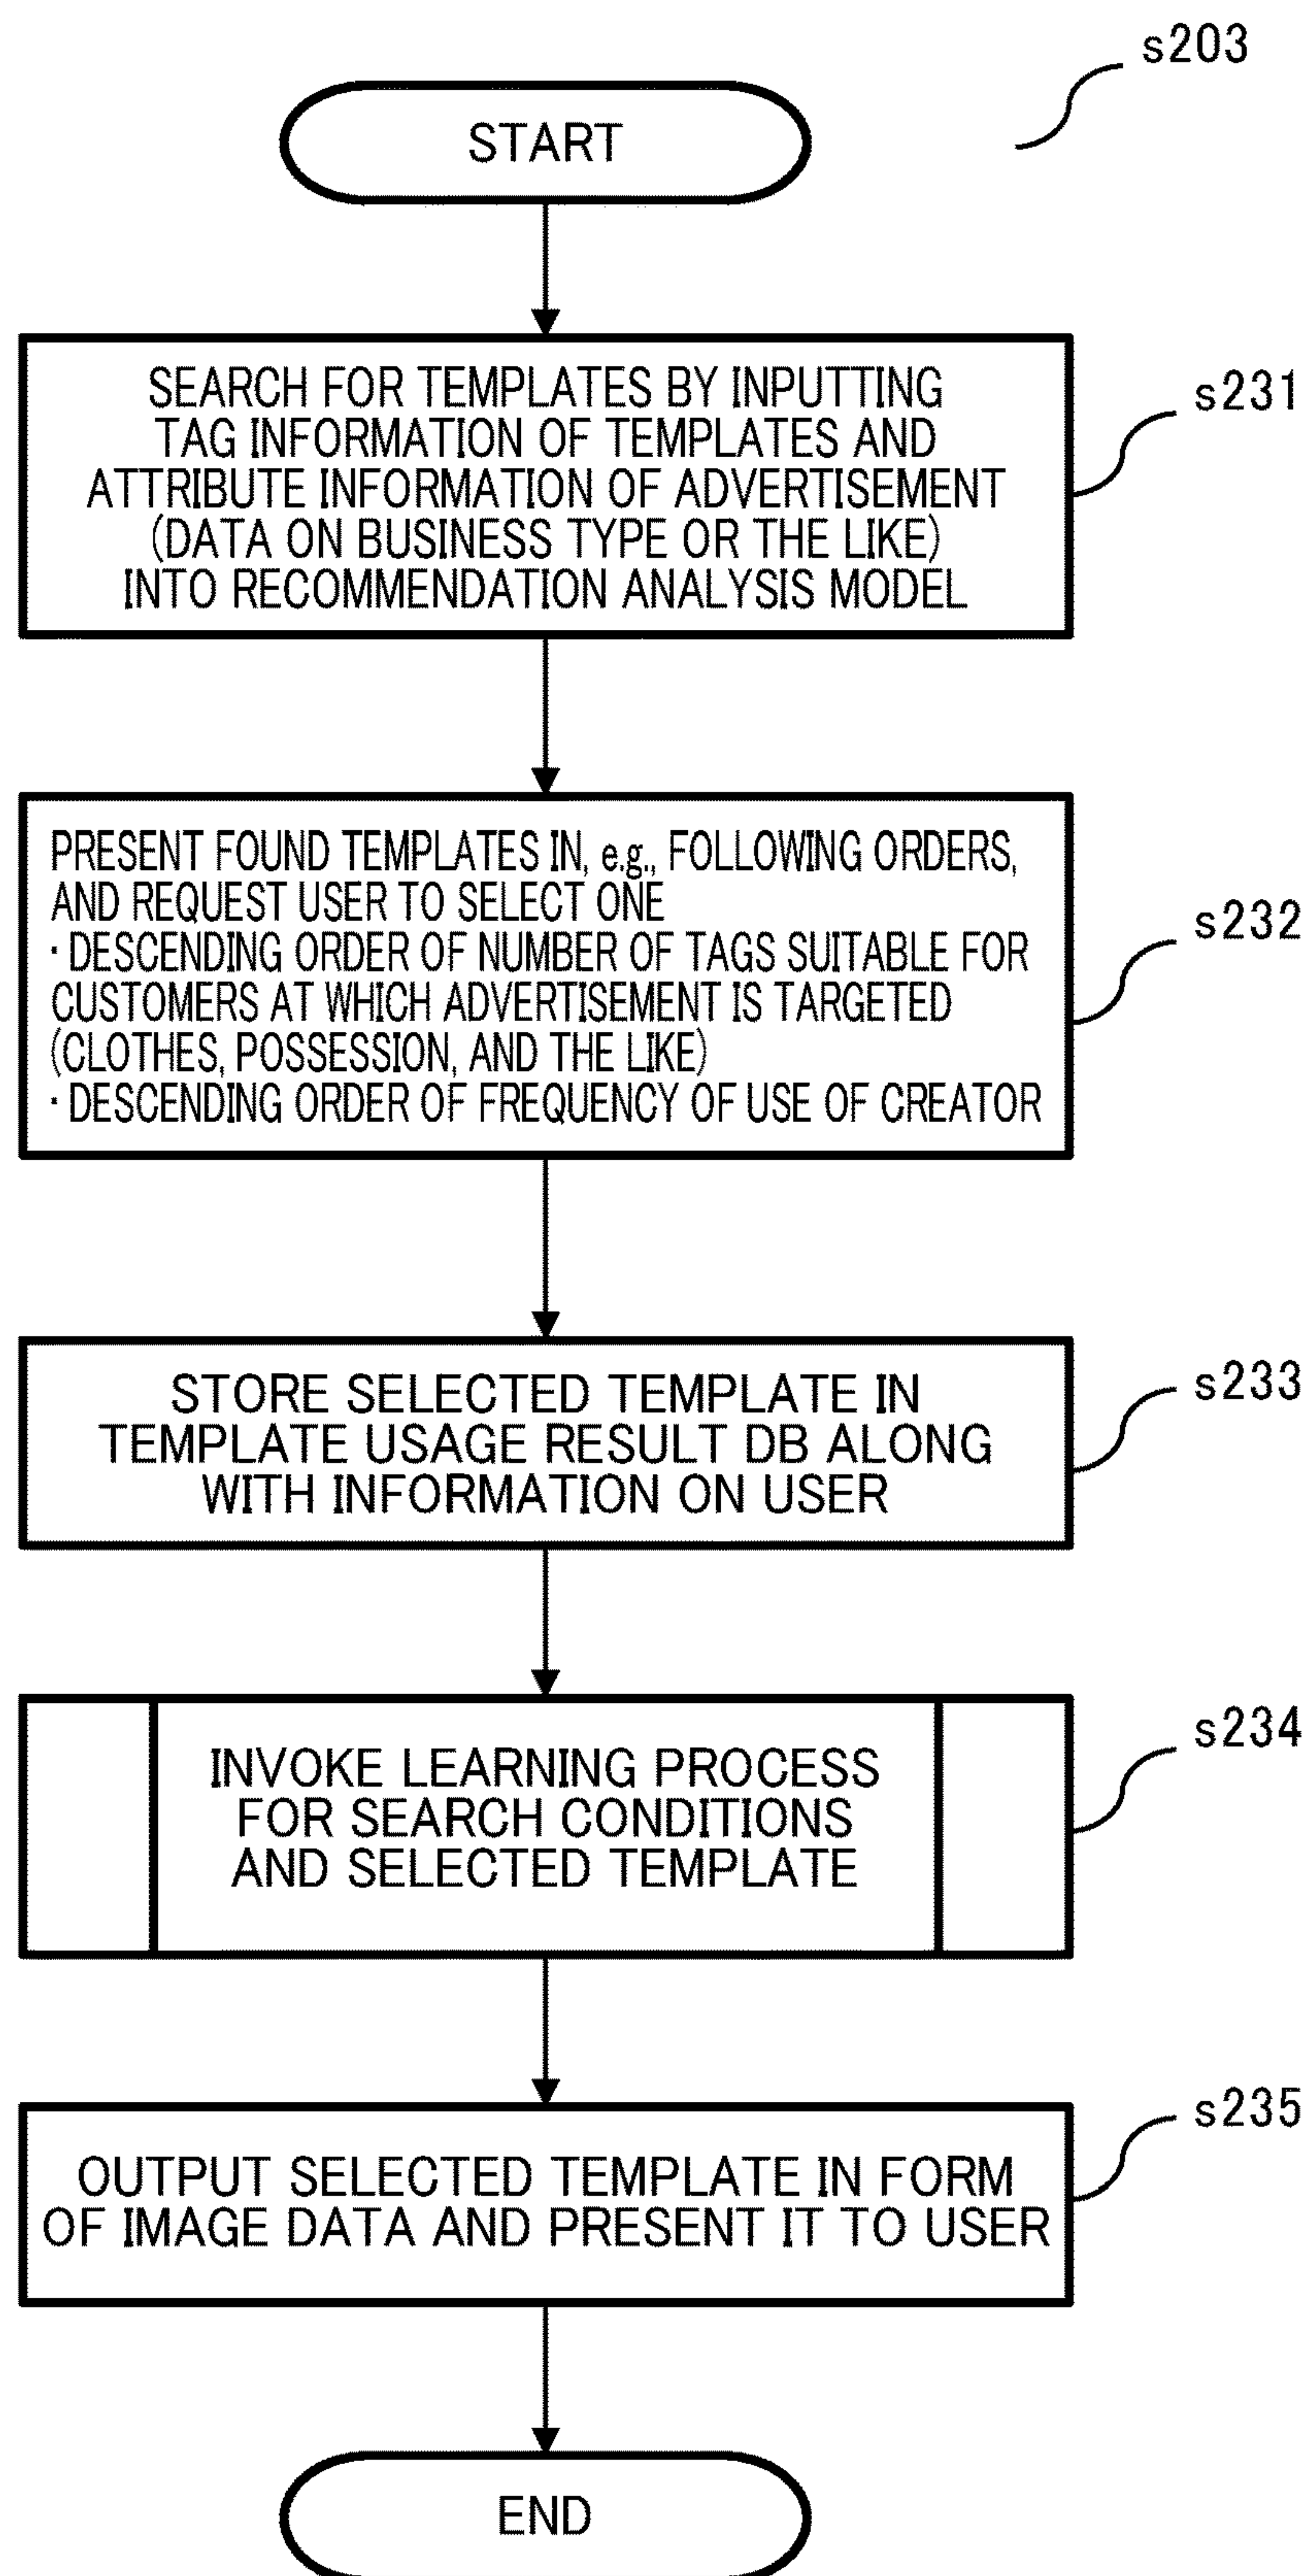 s203
START
SEARCH FOR TEMPLATES BY INPUTTING
TAG INFORMATION OF TEMPLATES AND
ATTRIBUTE INFORMATION OF ADVERTISEMENT
(DATA ON BUSINESS TYPE OR THE LIKE)
INTO RECOMMENDATION ANALYSIS MODEL
s231
PRESENT FOUND TEMPLATES IN, e.g., FOLLOWING ORDERS,
AND REQUEST USER TO SELECT ONE
・DESCENDING ORDER OF NUMBER OF TAGS SUITABLE FOR
CUSTOMERS AT WHICH ADVERTISEMENT IS TARGETED
(CLOTHES, POSSESSION, AND THE LIKE)
・DESCENDING ORDER OF FREQUENCY OF USE OF CREATOR
s232
STORE SELECTED TEMPLATE IN
TEMPLATE USAGE RESULT DB ALONG
WITH INFORMATION ON USER
s233
INVOKE LEARNING PROCESS
FOR SEARCH CONDITIONS
AND SELECTED TEMPLATE
s234
OUTPUT SELECTED TEMPLATE IN FORM
OF IMAGE DATA AND PRESENT IT TO USER
s235
END